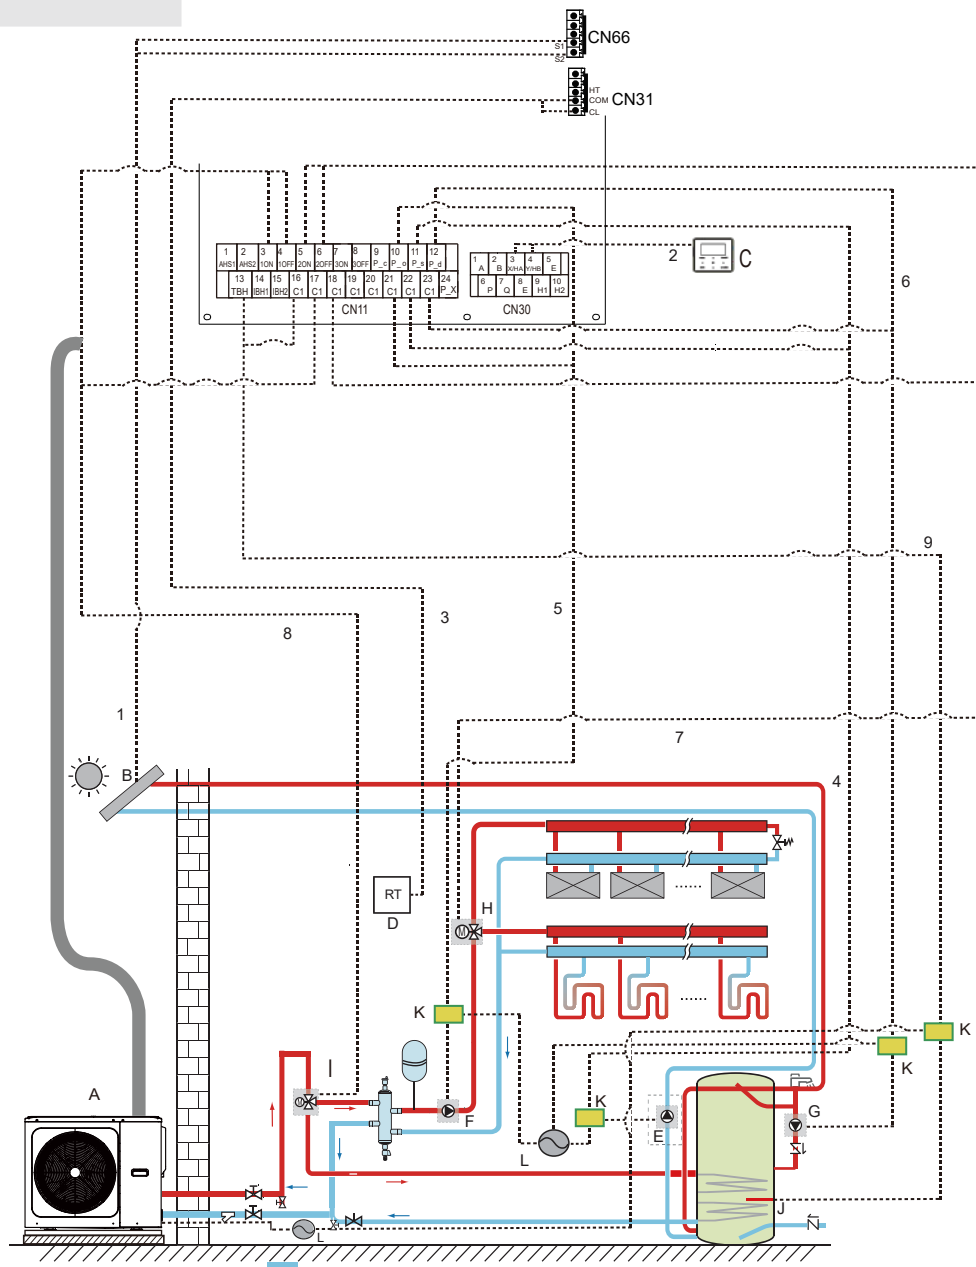 S1
CN66
S2
HT
COM CN31
CL
1 2 3 4 5 6 7 8 9 10 11 12
AHS1 AHS2 1ON 1OFF 2ON 2OFF 3ON 3OFF P_c P_o P_s P_d
13 14 15 16 17 18 19 20 21 22 23 24
TBH IBH1 IBH2 C1 C1 C1 C1 C1 C1 C1 C1 P_X
CN11
1 2 3 4 5
A B X/HA Y/HB E
6 7 8 9 10
P Q E H1 H2
CN30
2
C
6
9
5
3
8
1
7
B
4
RT
D
H
M
K
K
K
I
A
M
F
K
G
E
L
J
L